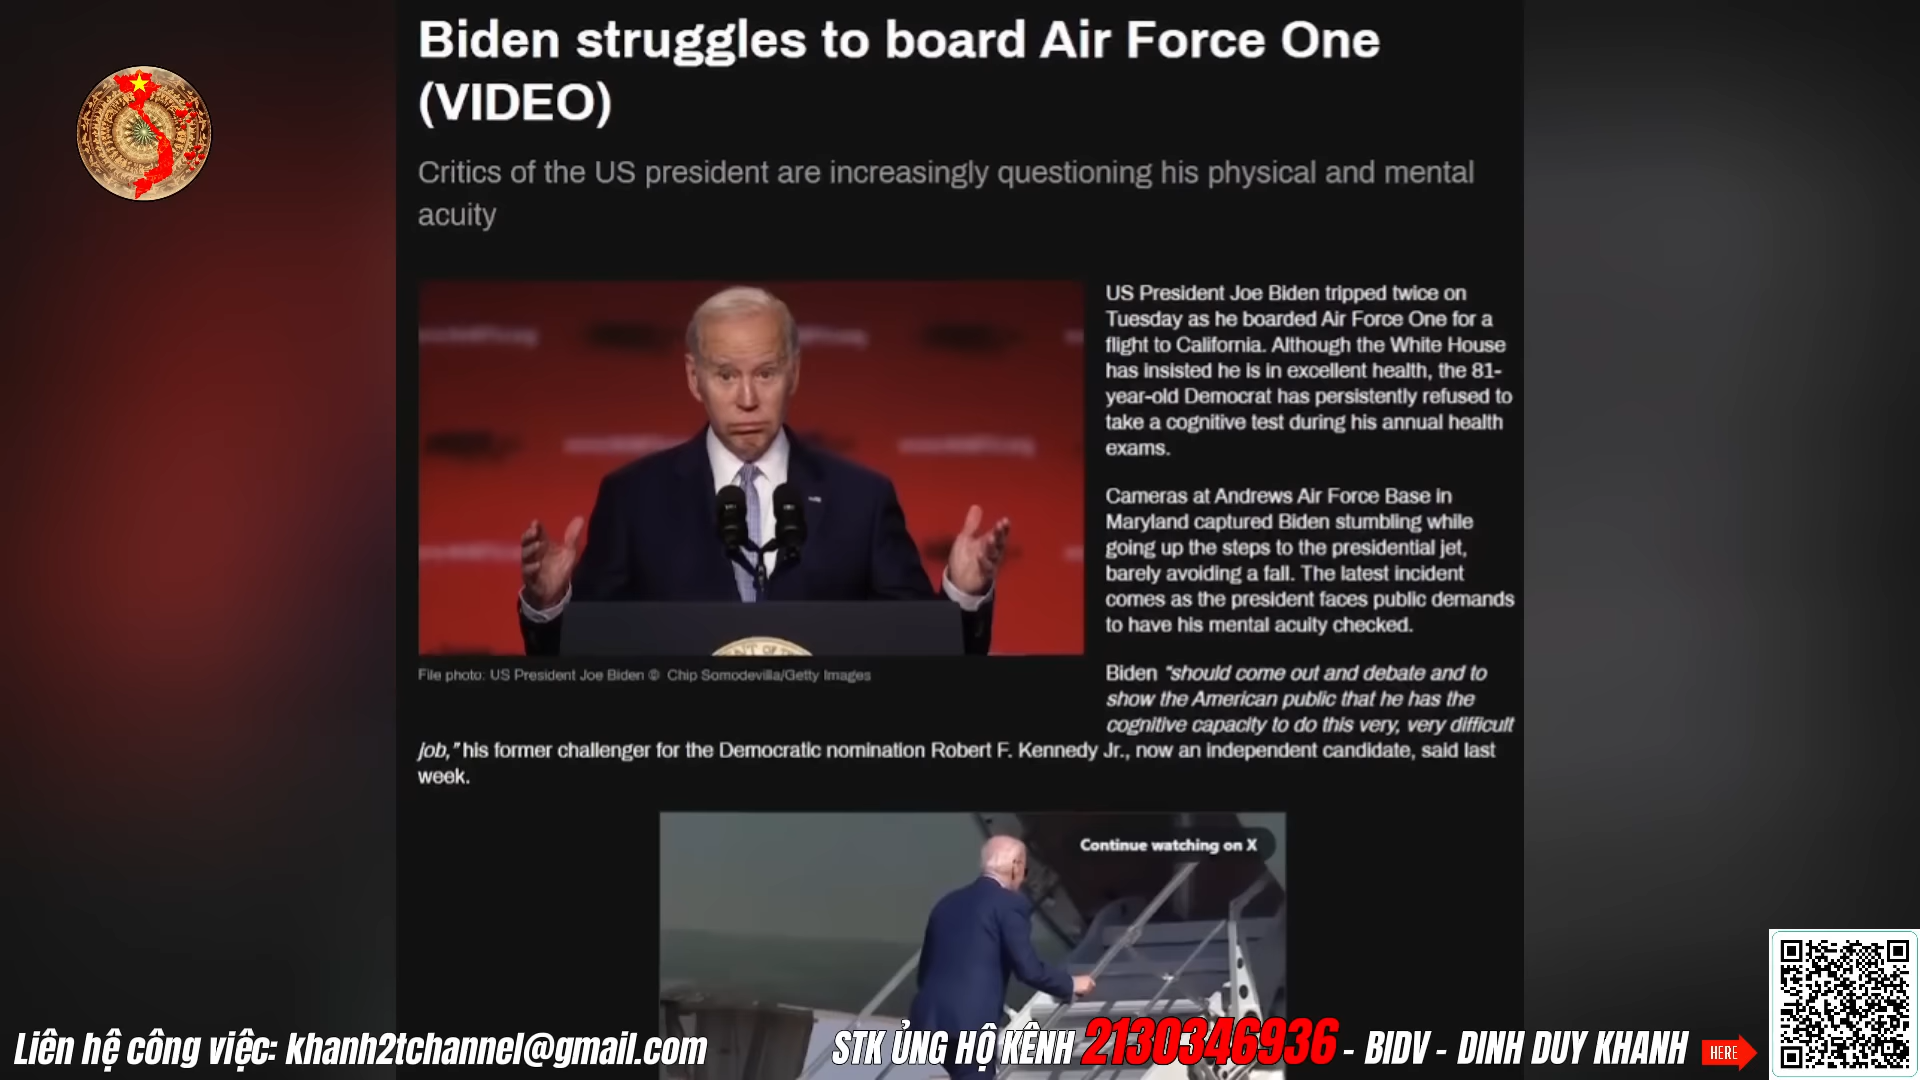 Biden struggles to board Air Force One
(VIDEO)
Critics of the US president are increasingly questioning his physical and mental
acuity
US President Joe Biden tripped twice on
Tuesday as he boarded Air Force One for a
flight to California. Although the White House
has insisted he is in excellent health, the 81-
year-old Democrat has persistently refused to
take a cognitive test during his annual health
exams.
Cameras at Andrews Air Force Base in
Maryland captured Biden stumbling while
going up the steps to the presidential jet,
barely avoiding a fall. The latest incident
comes as the president faces public demands
to have his mental acuity checked.
Biden “should come out and debate and to
show the American public that he has the
cognitive capacity to do this very, very difficult
job,” his former challenger for the Democratic nomination Robert F. Kennedy Jr., now an independent candidate, said last
week.
File photo: US President Joe Biden © Chip Somodevilla/Getty Images
Continue watching on X
Liên hệ công việc: khanh2tchannel@gmail.com
STK ỦNG HỘ KÊNH 2130346936 - BIDV - DINH DUY KHANH
HERE